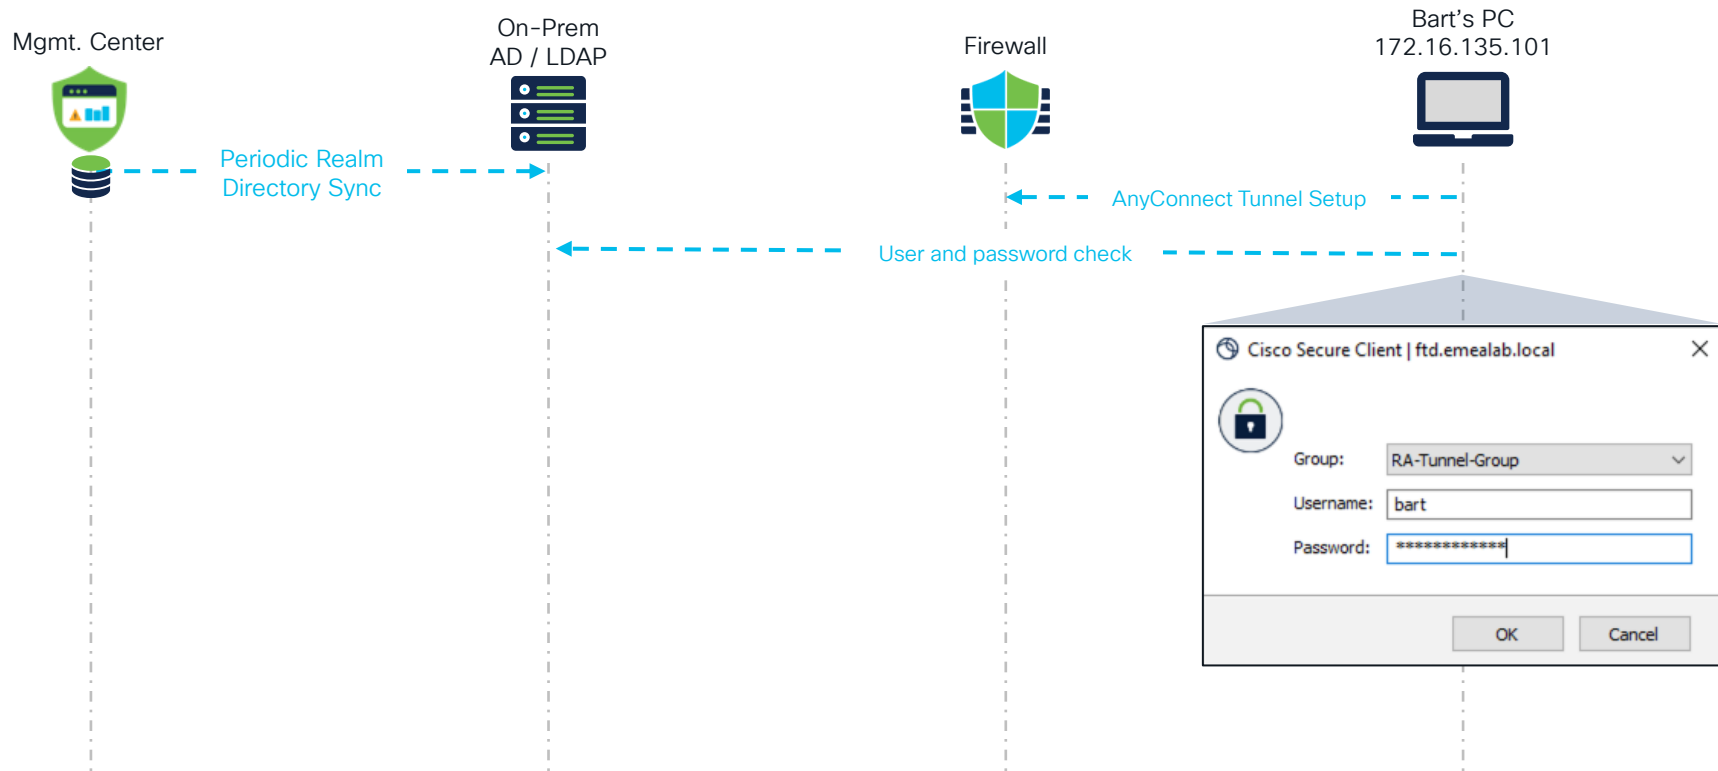 Mgmt. Center
On-Prem
AD / LDAP
Firewall
Bart’s PC
172.16.135.101
Periodic Realm
Directory Sync
AnyConnect Tunnel Setup
User and password check
Cisco Secure Client | ftd.emealab.local
Group: RA-Tunnel-Group
Username: bart
Password: ************
OK Cancel